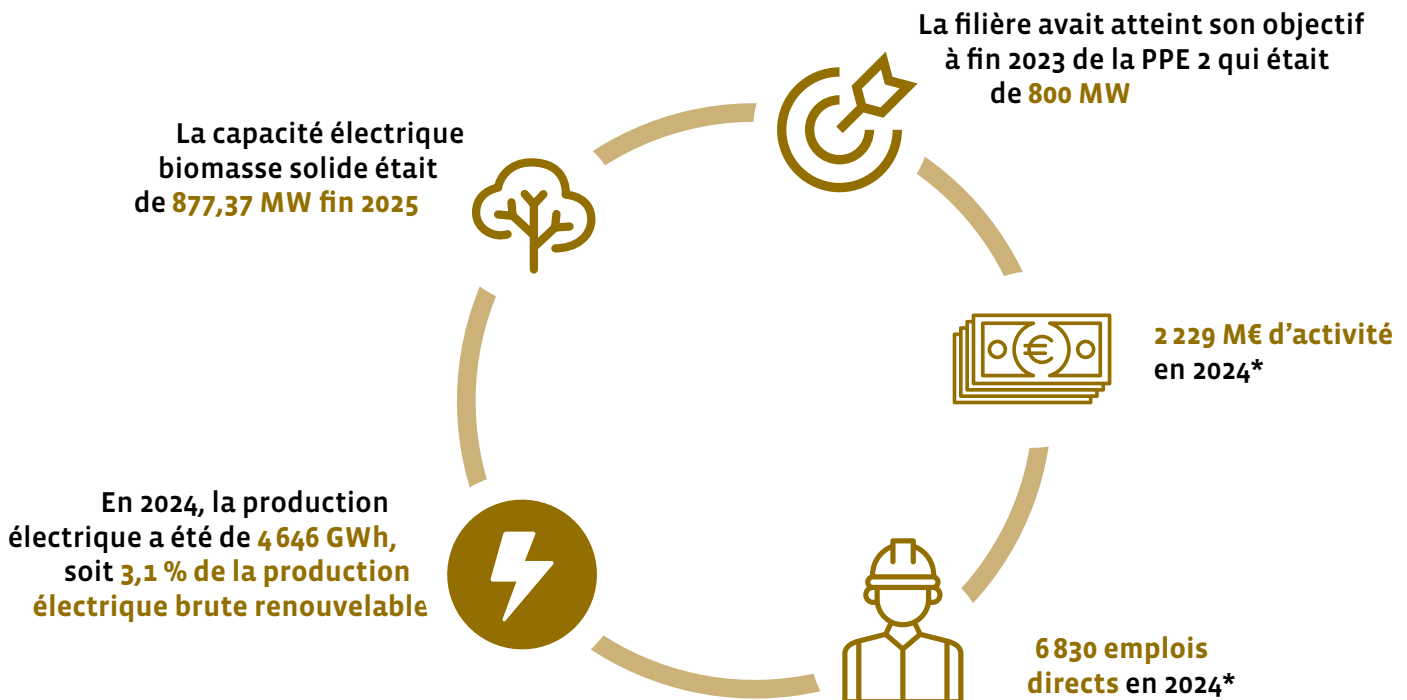 La filière avait atteint son objectif
à fin 2023 de la PPE 2 qui était
de 800 MW
La capacité électrique
biomasse solide était
de 877,37 MW fin 2025
2 229 M€ d’activité
en 2024*
En 2024, la production
électrique a été de 4 646 GWh,
soit 3,1 % de la production
électrique brute renouvelable
6 830 emplois
directs en 2024*